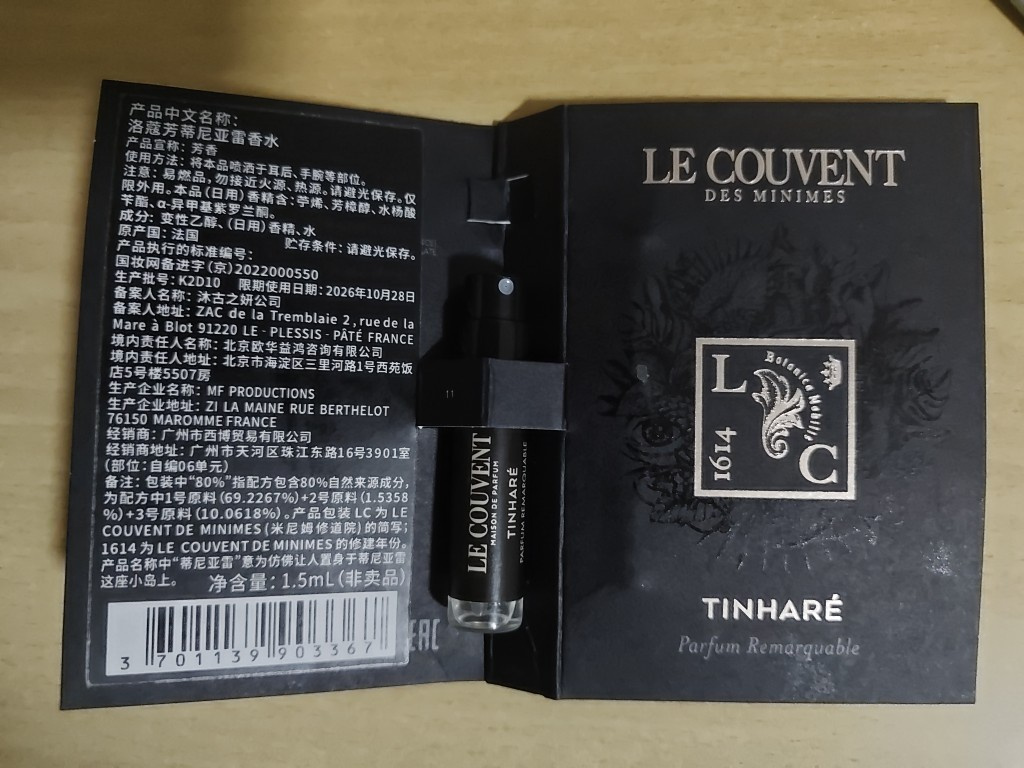 产品中文名称：
洛蔻芳蒂尼亚雷香水
产品宣称：芳香
使用方法：将本品喷洒于耳后、手腕等部位。
注意：易燃品，勿接近火源、热源。请避光保存。仅
限外用。本品（日用）香精含：苧烯、芳樟醇、水杨酸
苄酯、α-异甲基紫罗兰酮。
成分：变性乙醇、（日用）香精、水
原产国：法国 贮存条件：请避光保存。
产品执行的标准编号：
国妆网备进字（京）2022000550
生产批号：K2D10 限期使用日期：2026年10月28日
备案人名称：沐古之妍公司
备案人地址：ZAC de la Tremblaie 2, rue de la
Mare à Blot 91220 LE - PLESSIS - PÂTÉ FRANCE
境内责任人名称：北京欧华益鸿咨询有限公司
境内责任人地址：北京市海淀区三里河路1号西苑饭
店5号楼5507房
生产企业名称：MF PRODUCTIONS
生产企业地址：ZI LA MAINE RUE BERTHELOT
76150 MAROMME FRANCE
经销商：广州市西博贸易有限公司
经销商地址：广州市天河区珠江东路16号3901室
（部位：自编06单元）
备注：包装中“80%”指配方包含80%自然来源成分，
为配方中1号原料（69.2267%）+2号原料（1.5358
%）+3号原料（10.0618%）。产品包装 LC 为 LE
COUVENT DE MINIMES（米尼姆修道院）的简写；
1614 为 LE COUVENT DE MINIMES 的修建年份。
产品名称中“蒂尼亚雷”意为仿佛让人置身于蒂尼亚雷
这座小岛上。 净含量：1.5mL（非卖品）
3 701139 903367
EAC
11
LE COUVENT
MAISON DE PARFUM
TINHARÉ
PARFUM REMARQUABLE
LE COUVENT
DES MINIMES
L
Botanica Nobilis
1614
C
TINHARÉ
Parfum Remarquable